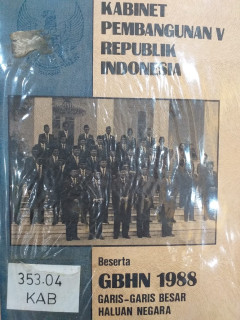 KABINET
PEMBANGUNAN V
REPUBLIK
INDONESIA
Beserta
GBHN 1988
GARIS-GARIS BESAR
HALUAN NEGARA
353.04
KAB